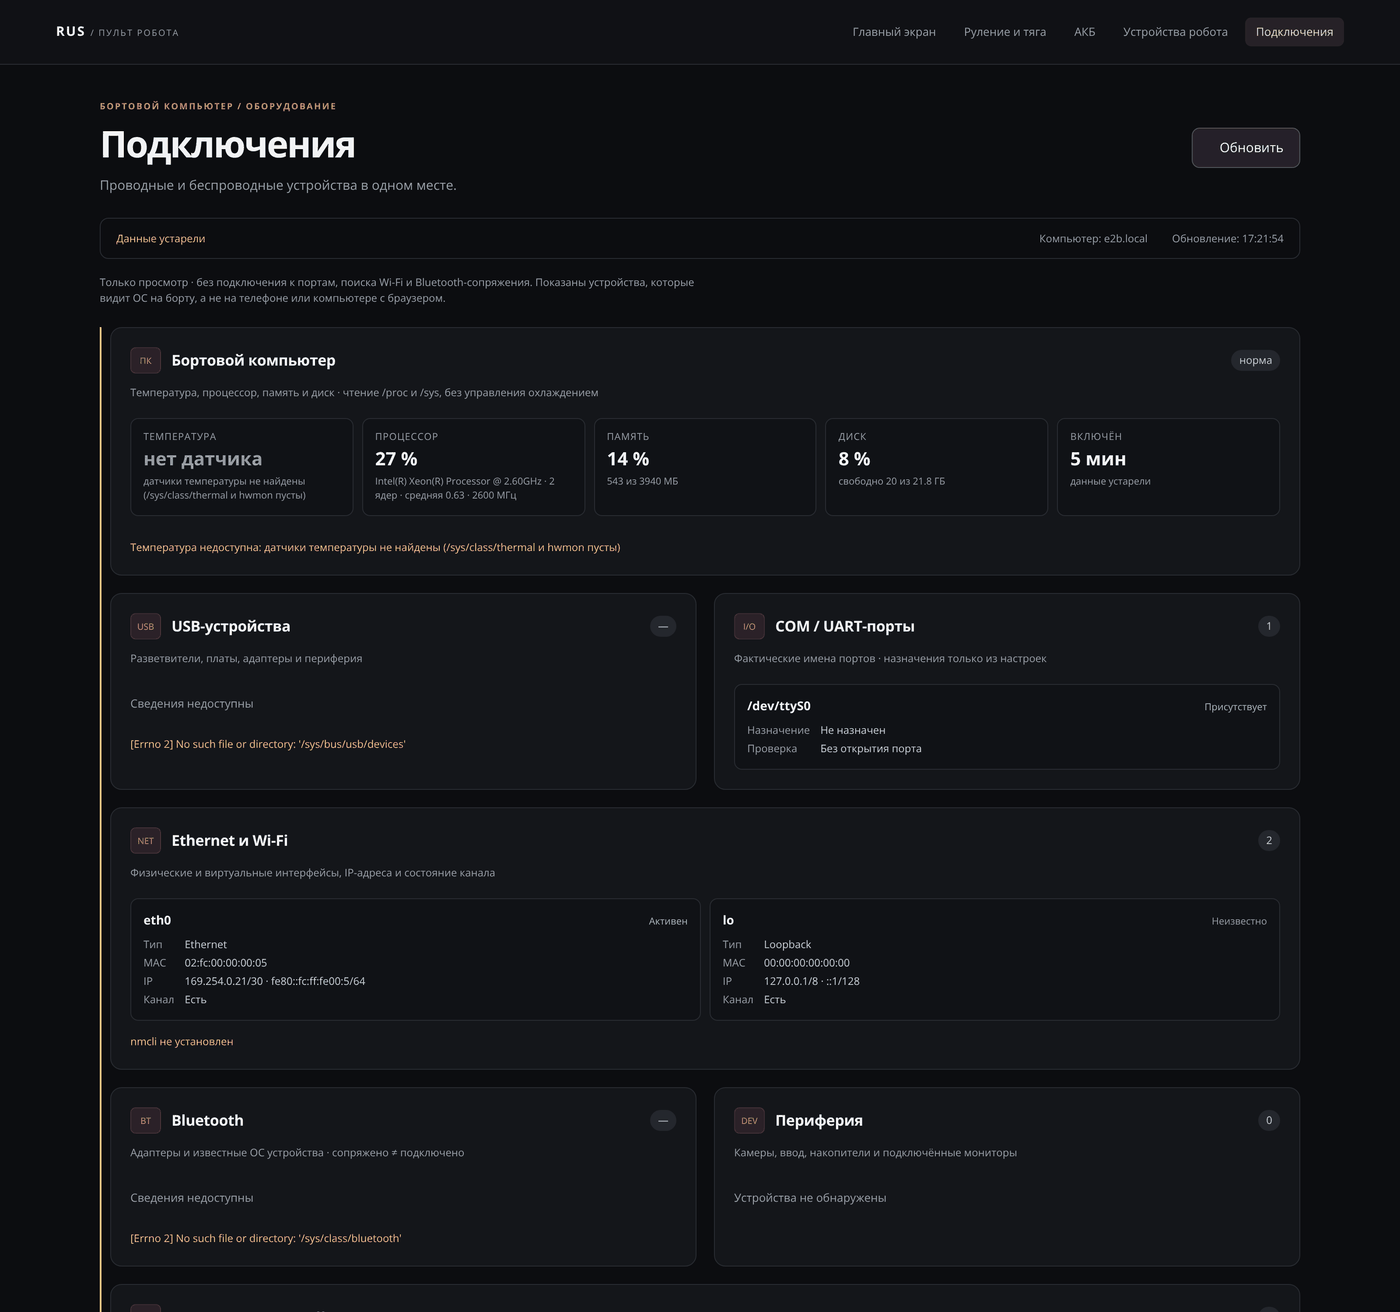 RUS / ПУЛЬТ РОБОТА
Главный экран
Руление и тяга
АКБ
Устройства робота
Подключения
БОРТОВОЙ КОМПЬЮТЕР / ОБОРУДОВАНИЕ
Подключения
Обновить
Проводные и беспроводные устройства в одном месте.
Данные устарели
Компьютер: e2b.local
Обновление: 17:21:54
Только просмотр · без подключения к портам, поиска Wi-Fi и Bluetooth-сопряжения. Показаны устройства, которые
видит ОС на борту, а не на телефоне или компьютере с браузером.
ПК
Бортовой компьютер
норма
Температура, процессор, память и диск · чтение /proc и /sys, без управления охлаждением
ТЕМПЕРАТУРА
нет датчика
датчики температуры не найдены
(/sys/class/thermal и hwmon пусты)
ПРОЦЕССОР
27 %
Intel(R) Xeon(R) Processor @ 2.60GHz · 2
ядер · средняя 0.63 · 2600 МГц
ПАМЯТЬ
14 %
543 из 3940 МБ
ДИСК
8 %
свободно 20 из 21.8 ГБ
ВКЛЮЧЁН
5 мин
данные устарели
Температура недоступна: датчики температуры не найдены (/sys/class/thermal и hwmon пусты)
USB
USB-устройства
—
Разветвители, платы, адаптеры и периферия
Сведения недоступны
[Errno 2] No such file or directory: '/sys/bus/usb/devices'
I/O
COM / UART-порты
1
Фактические имена портов · назначения только из настроек
/dev/ttyS0
Присутствует
Назначение Не назначен
Проверка Без открытия порта
NET
Ethernet и Wi-Fi
2
Физические и виртуальные интерфейсы, IP-адреса и состояние канала
eth0
Активен
Тип Ethernet
MAC 02:fc:00:00:00:05
IP 169.254.0.21/30 · fe80::fc:ff:fe00:5/64
Канал Есть
lo
Неизвестно
Тип Loopback
MAC 00:00:00:00:00:00
IP 127.0.0.1/8 · ::1/128
Канал Есть
nmcli не установлен
BT
Bluetooth
—
Адаптеры и известные ОС устройства · сопряжено ≠ подключено
Сведения недоступны
[Errno 2] No such file or directory: '/sys/class/bluetooth'
DEV
Периферия
0
Камеры, ввод, накопители и подключённые мониторы
Устройства не обнаружены